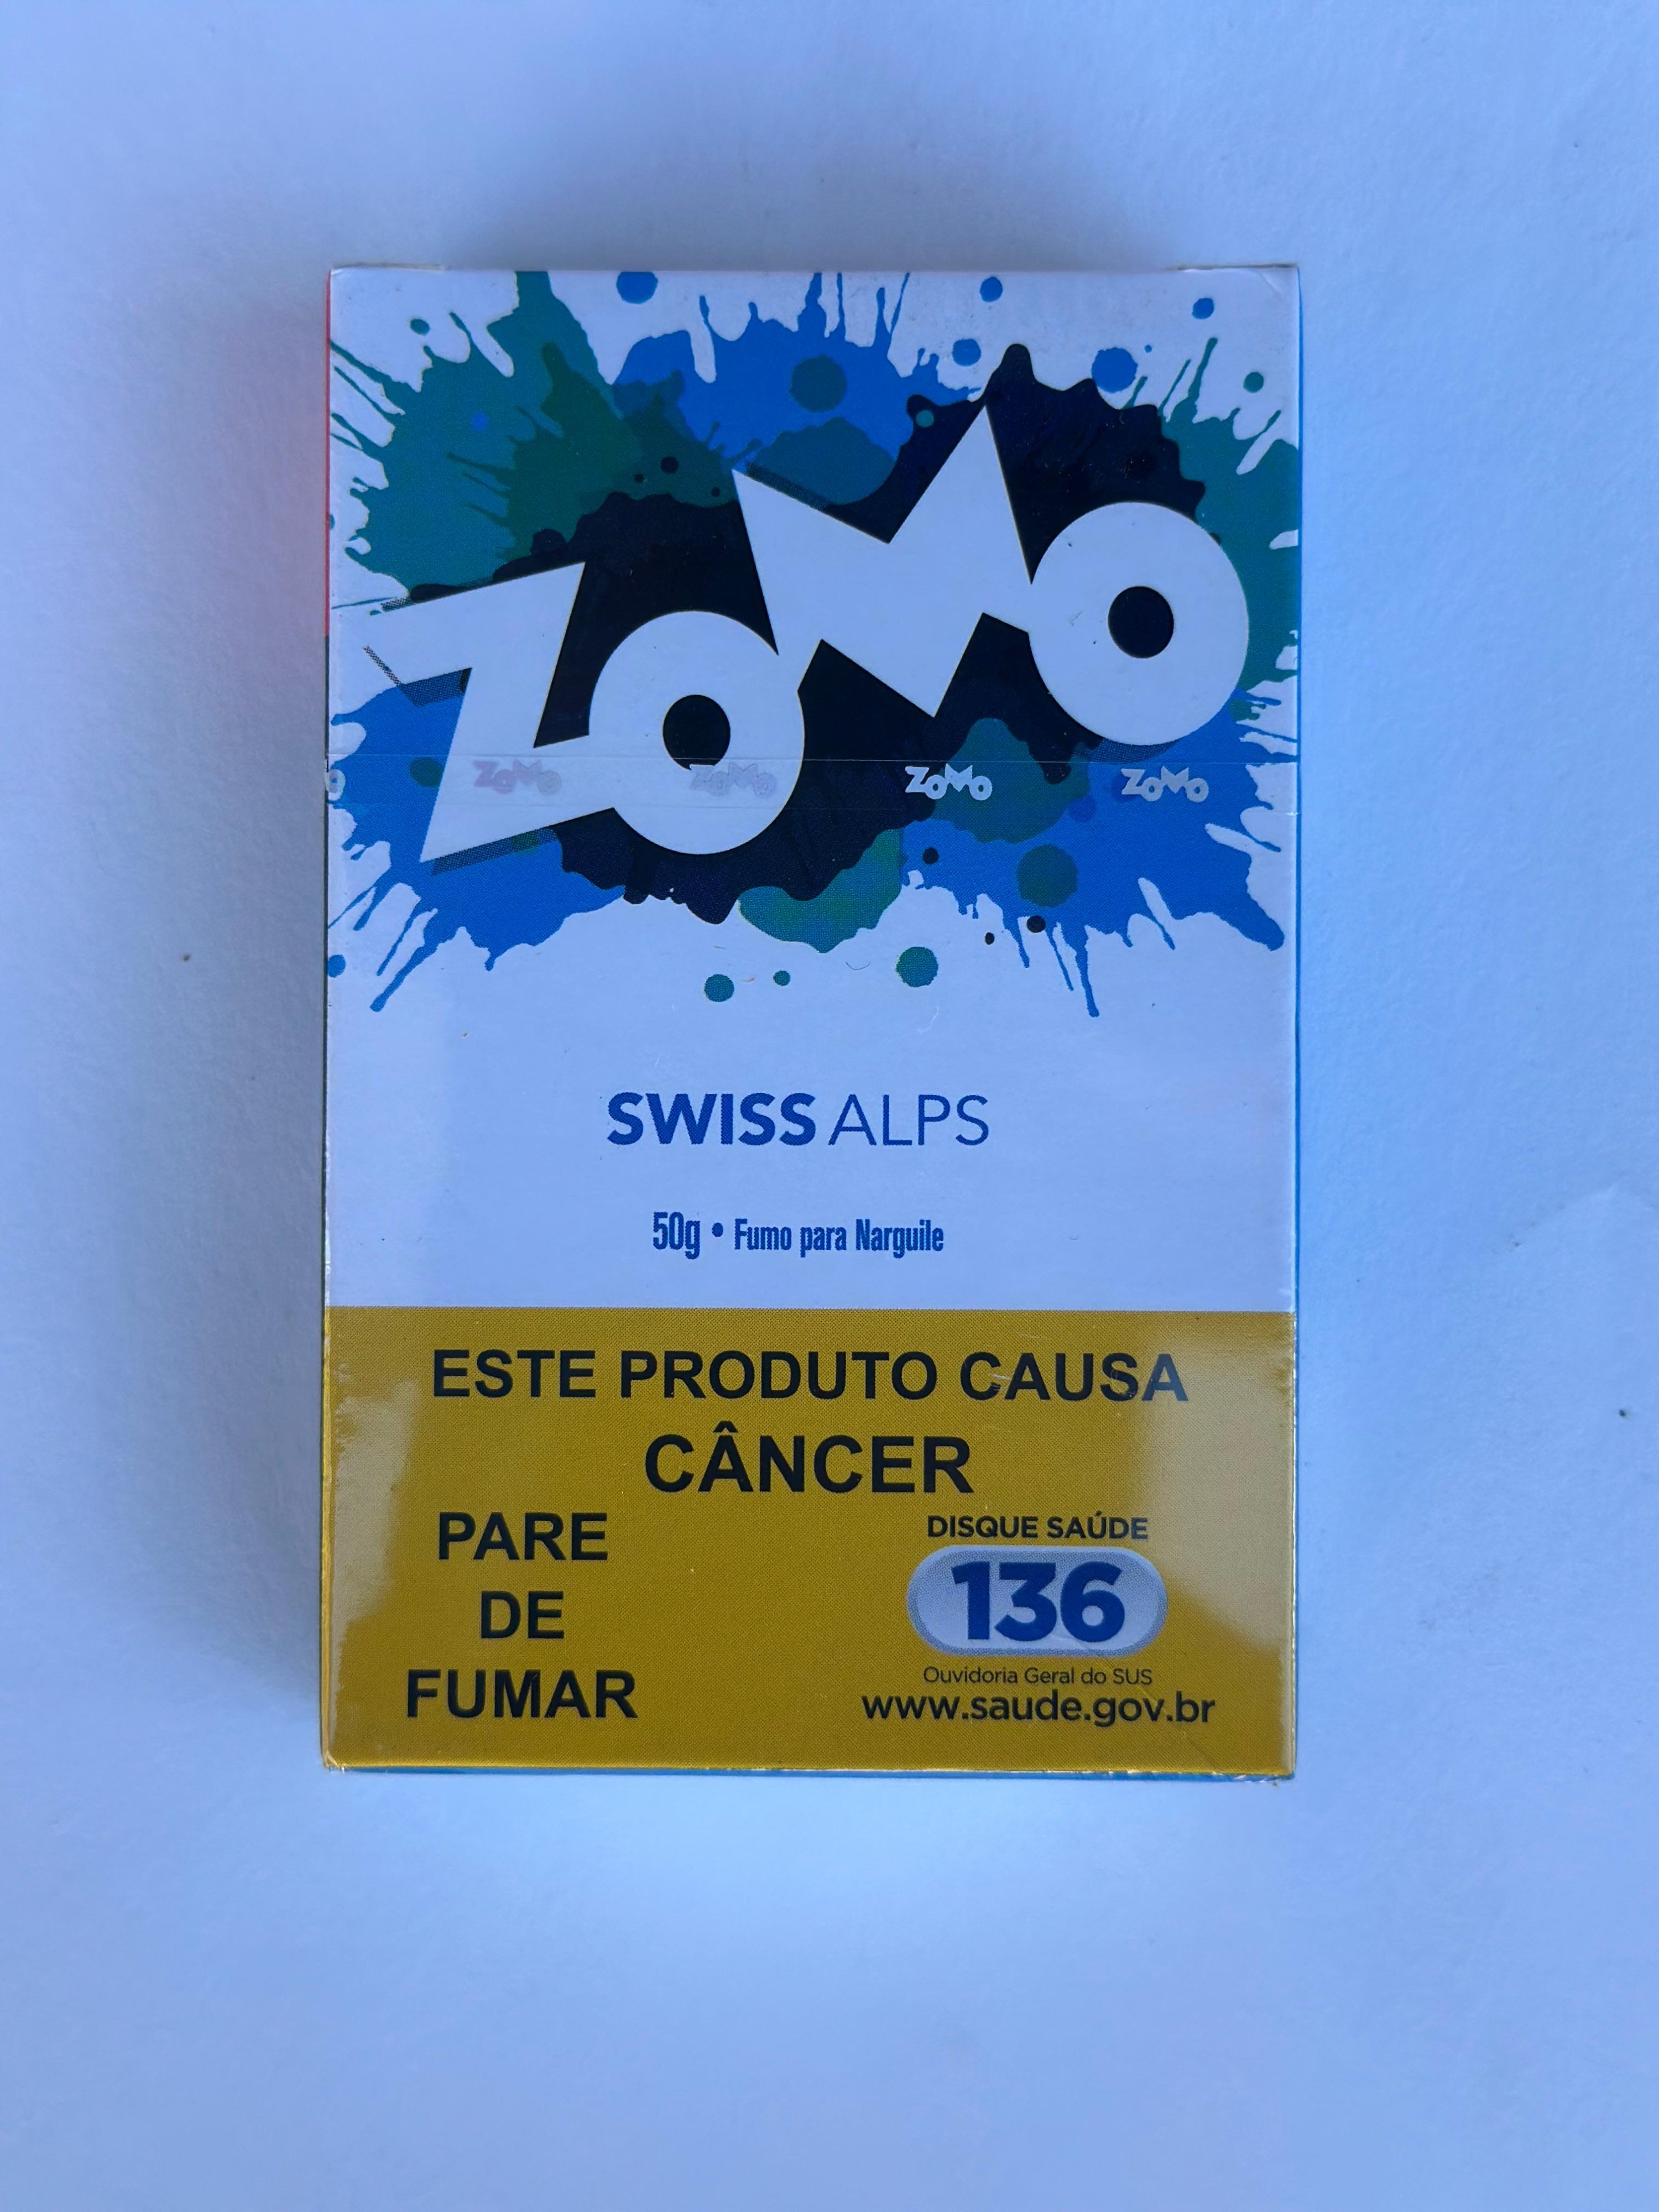 ZOMO
ZOMO ZOMO ZOMO ZOMO
SWISS ALPS
50g • Fumo para Narguile
ESTE PRODUTO CAUSA
CÂNCER
PARE
DE
FUMAR
DISQUE SAÚDE
136
Ouvidoria Geral do SUS
www.saude.gov.br